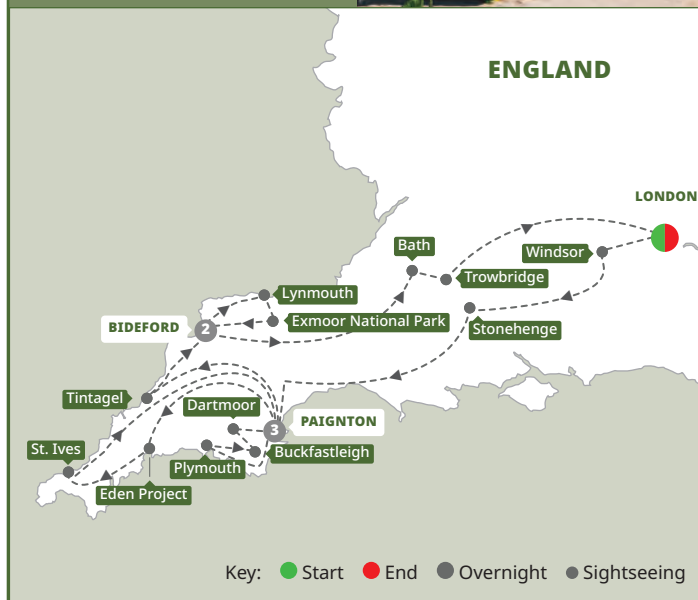 ENGLAND
LONDON
Bath
Windsor
Trowbridge
Lynmouth
Exmoor National Park
BIDEFORD
2
Stonehenge
Tintagel
Dartmoor
PAIGNTON
3
St. Ives
Buckfastleigh
Plymouth
Eden Project
Key: Start End Overnight Sightseeing